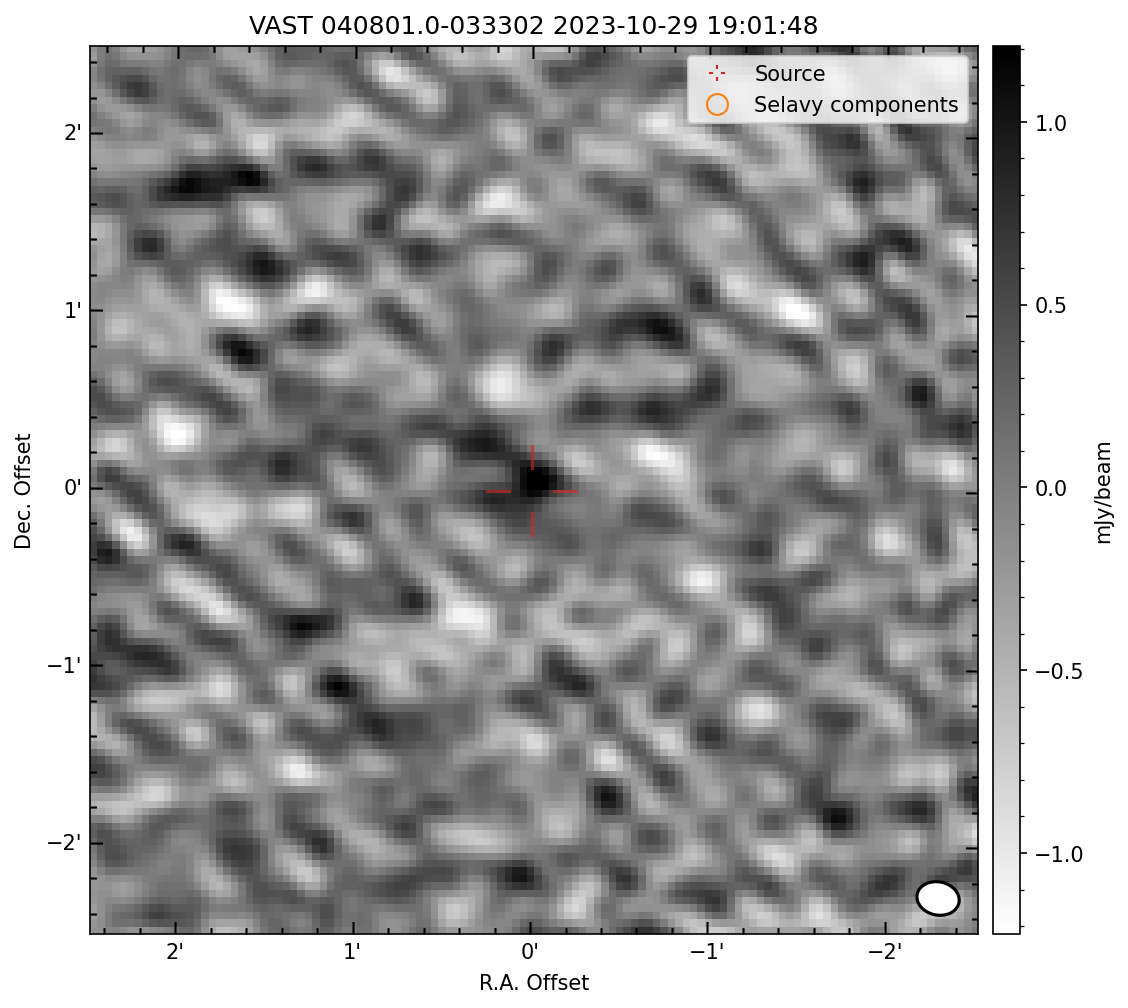 VAST 040801.0-033302 2023-10-29 19:01:48
Source
Selavy components
2'
1'
0'
−1'
−2'
Dec. Offset
2'
1'
0'
−1'
−2'
R.A. Offset
1.0
0.5
0.0
−0.5
−1.0
mJy/beam